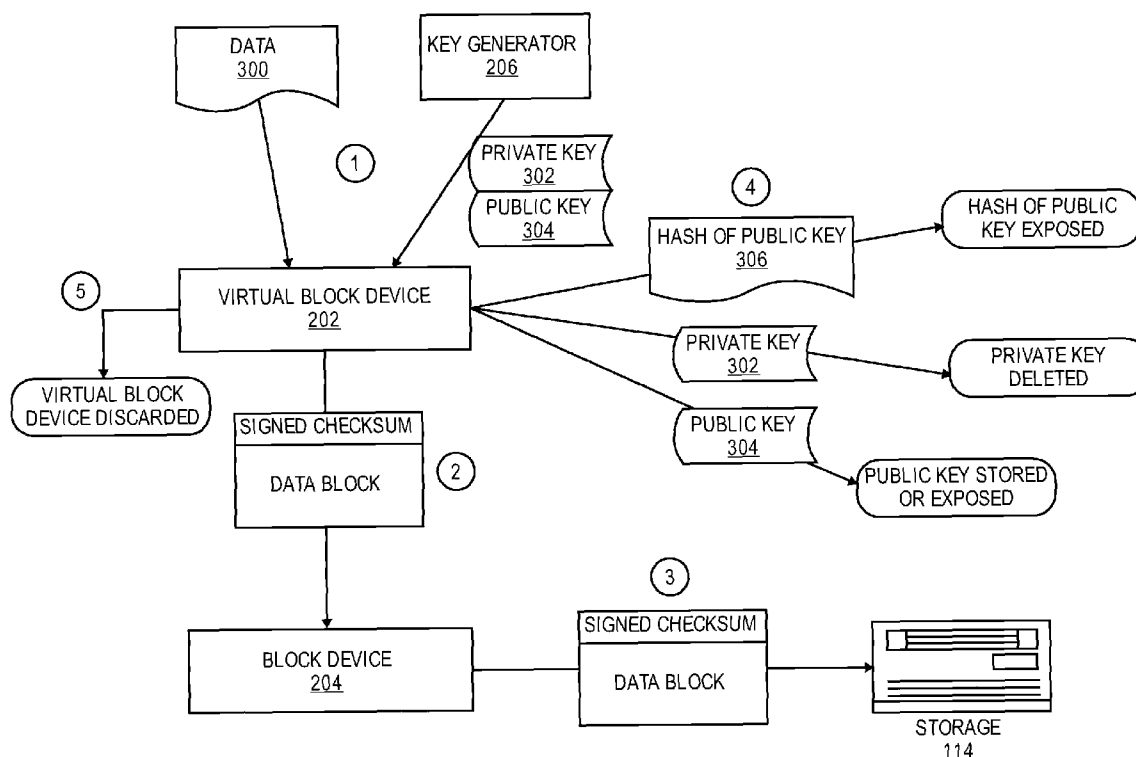 DATA
300
KEY GENERATOR
206
1
PRIVATE KEY
302
PUBLIC KEY
304
4
HASH OF PUBLIC KEY
306
HASH OF PUBLIC
KEY EXPOSED
5
VIRTUAL BLOCK DEVICE
202
PRIVATE KEY
302
PRIVATE KEY
DELETED
VIRTUAL BLOCK
DEVICE DISCARDED
SIGNED CHECKSUM
DATA BLOCK
2
PUBLIC KEY
304
PUBLIC KEY STORED
OR EXPOSED
3
BLOCK DEVICE
204
SIGNED CHECKSUM
DATA BLOCK
STORAGE
114